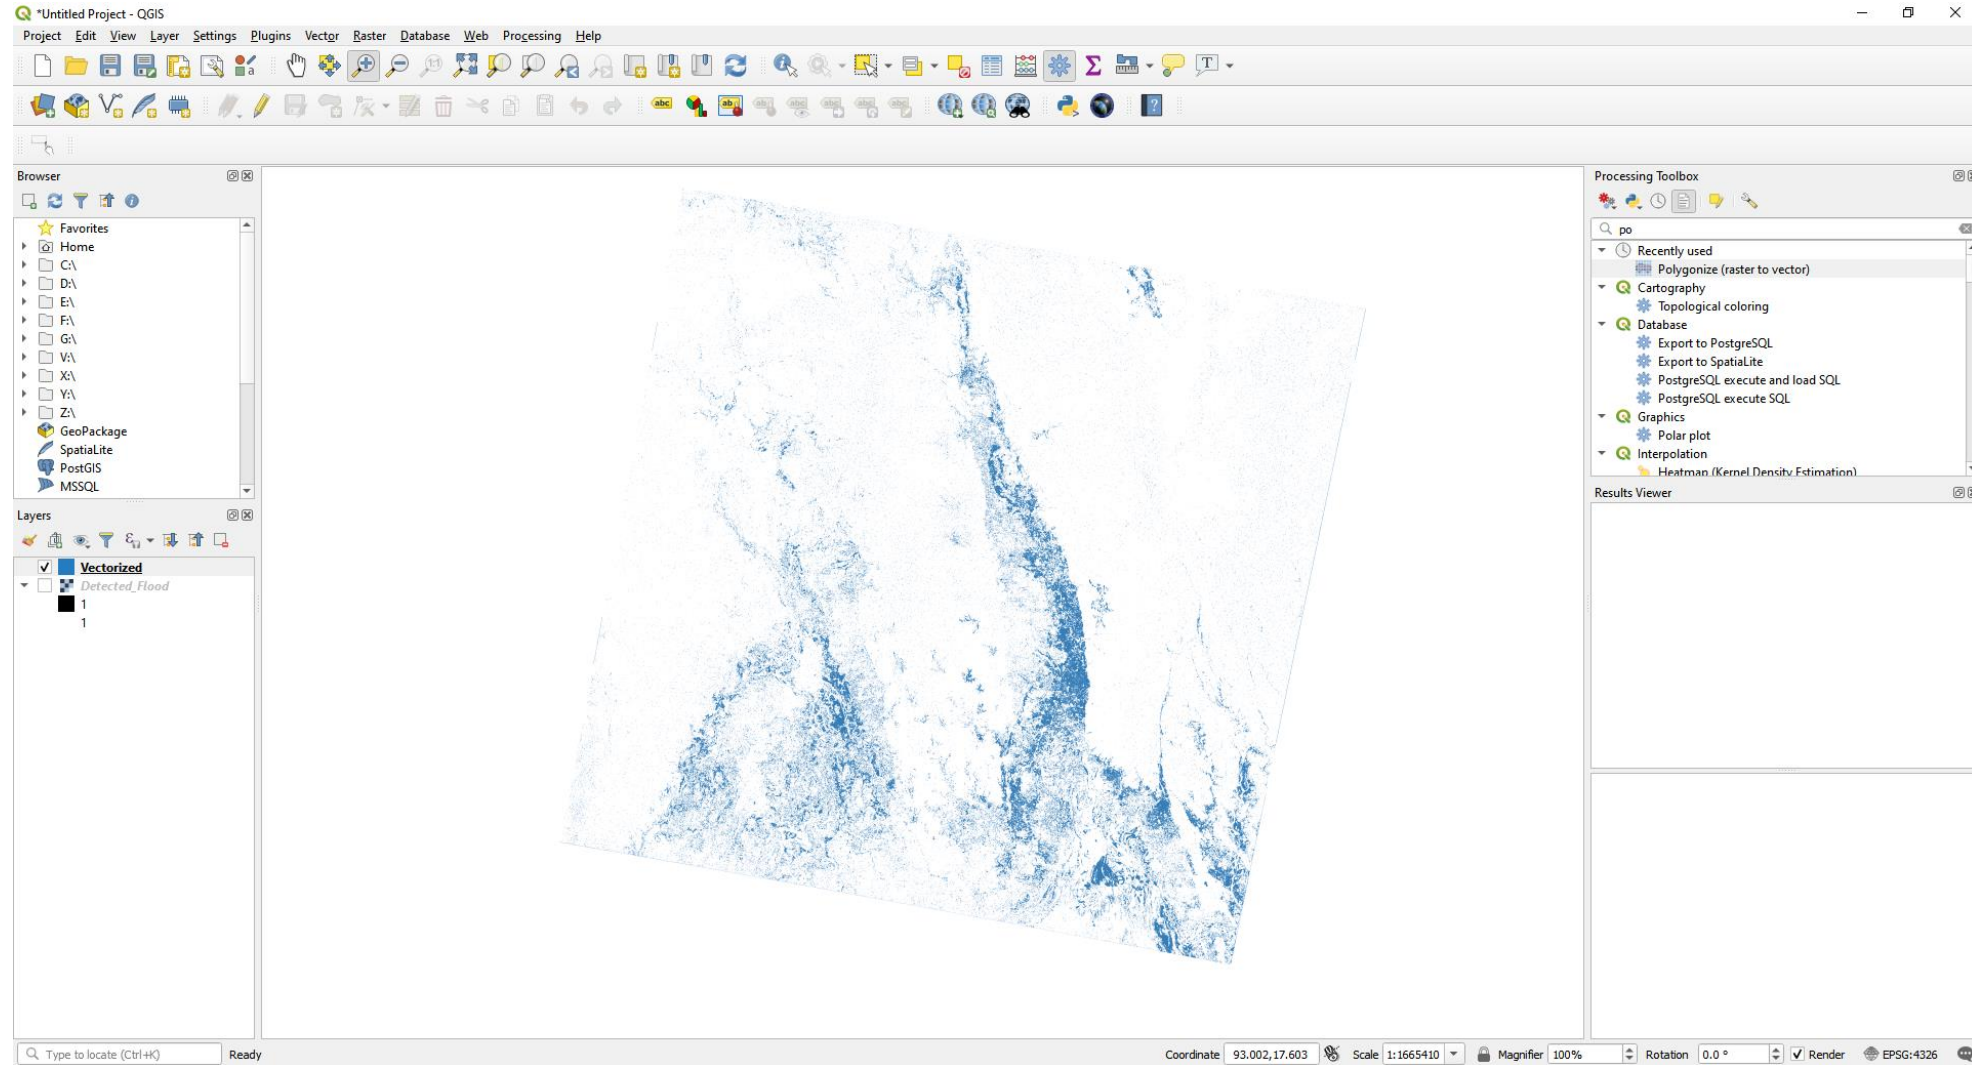 *Untitled Project - QGIS
Project Edit View Layer Settings Plugins Vector Raster Database Web Processing Help
Browser
Favorites
Home
C:\
D:\
E:\
F:\
G:\
V:\
X:\
Y:\
Z:\
GeoPackage
SpatiaLite
PostGIS
MSSQL
Layers
Vectorized
Detected_Flood
1
1
Processing Toolbox
po
Recently used
Polygonize (raster to vector)
Cartography
Topological coloring
Database
Export to PostgreSQL
Export to SpatiaLite
PostgreSQL execute and load SQL
PostgreSQL execute SQL
Graphics
Polar plot
Interpolation
Heatmap (Kernel Density Estimation)
Results Viewer
Type to locate (Ctrl+K) Ready Coordinate 93.002,17.603 Scale 1:1665410 Magnifier 100% Rotation 0.0 ° Render EPSG:4326